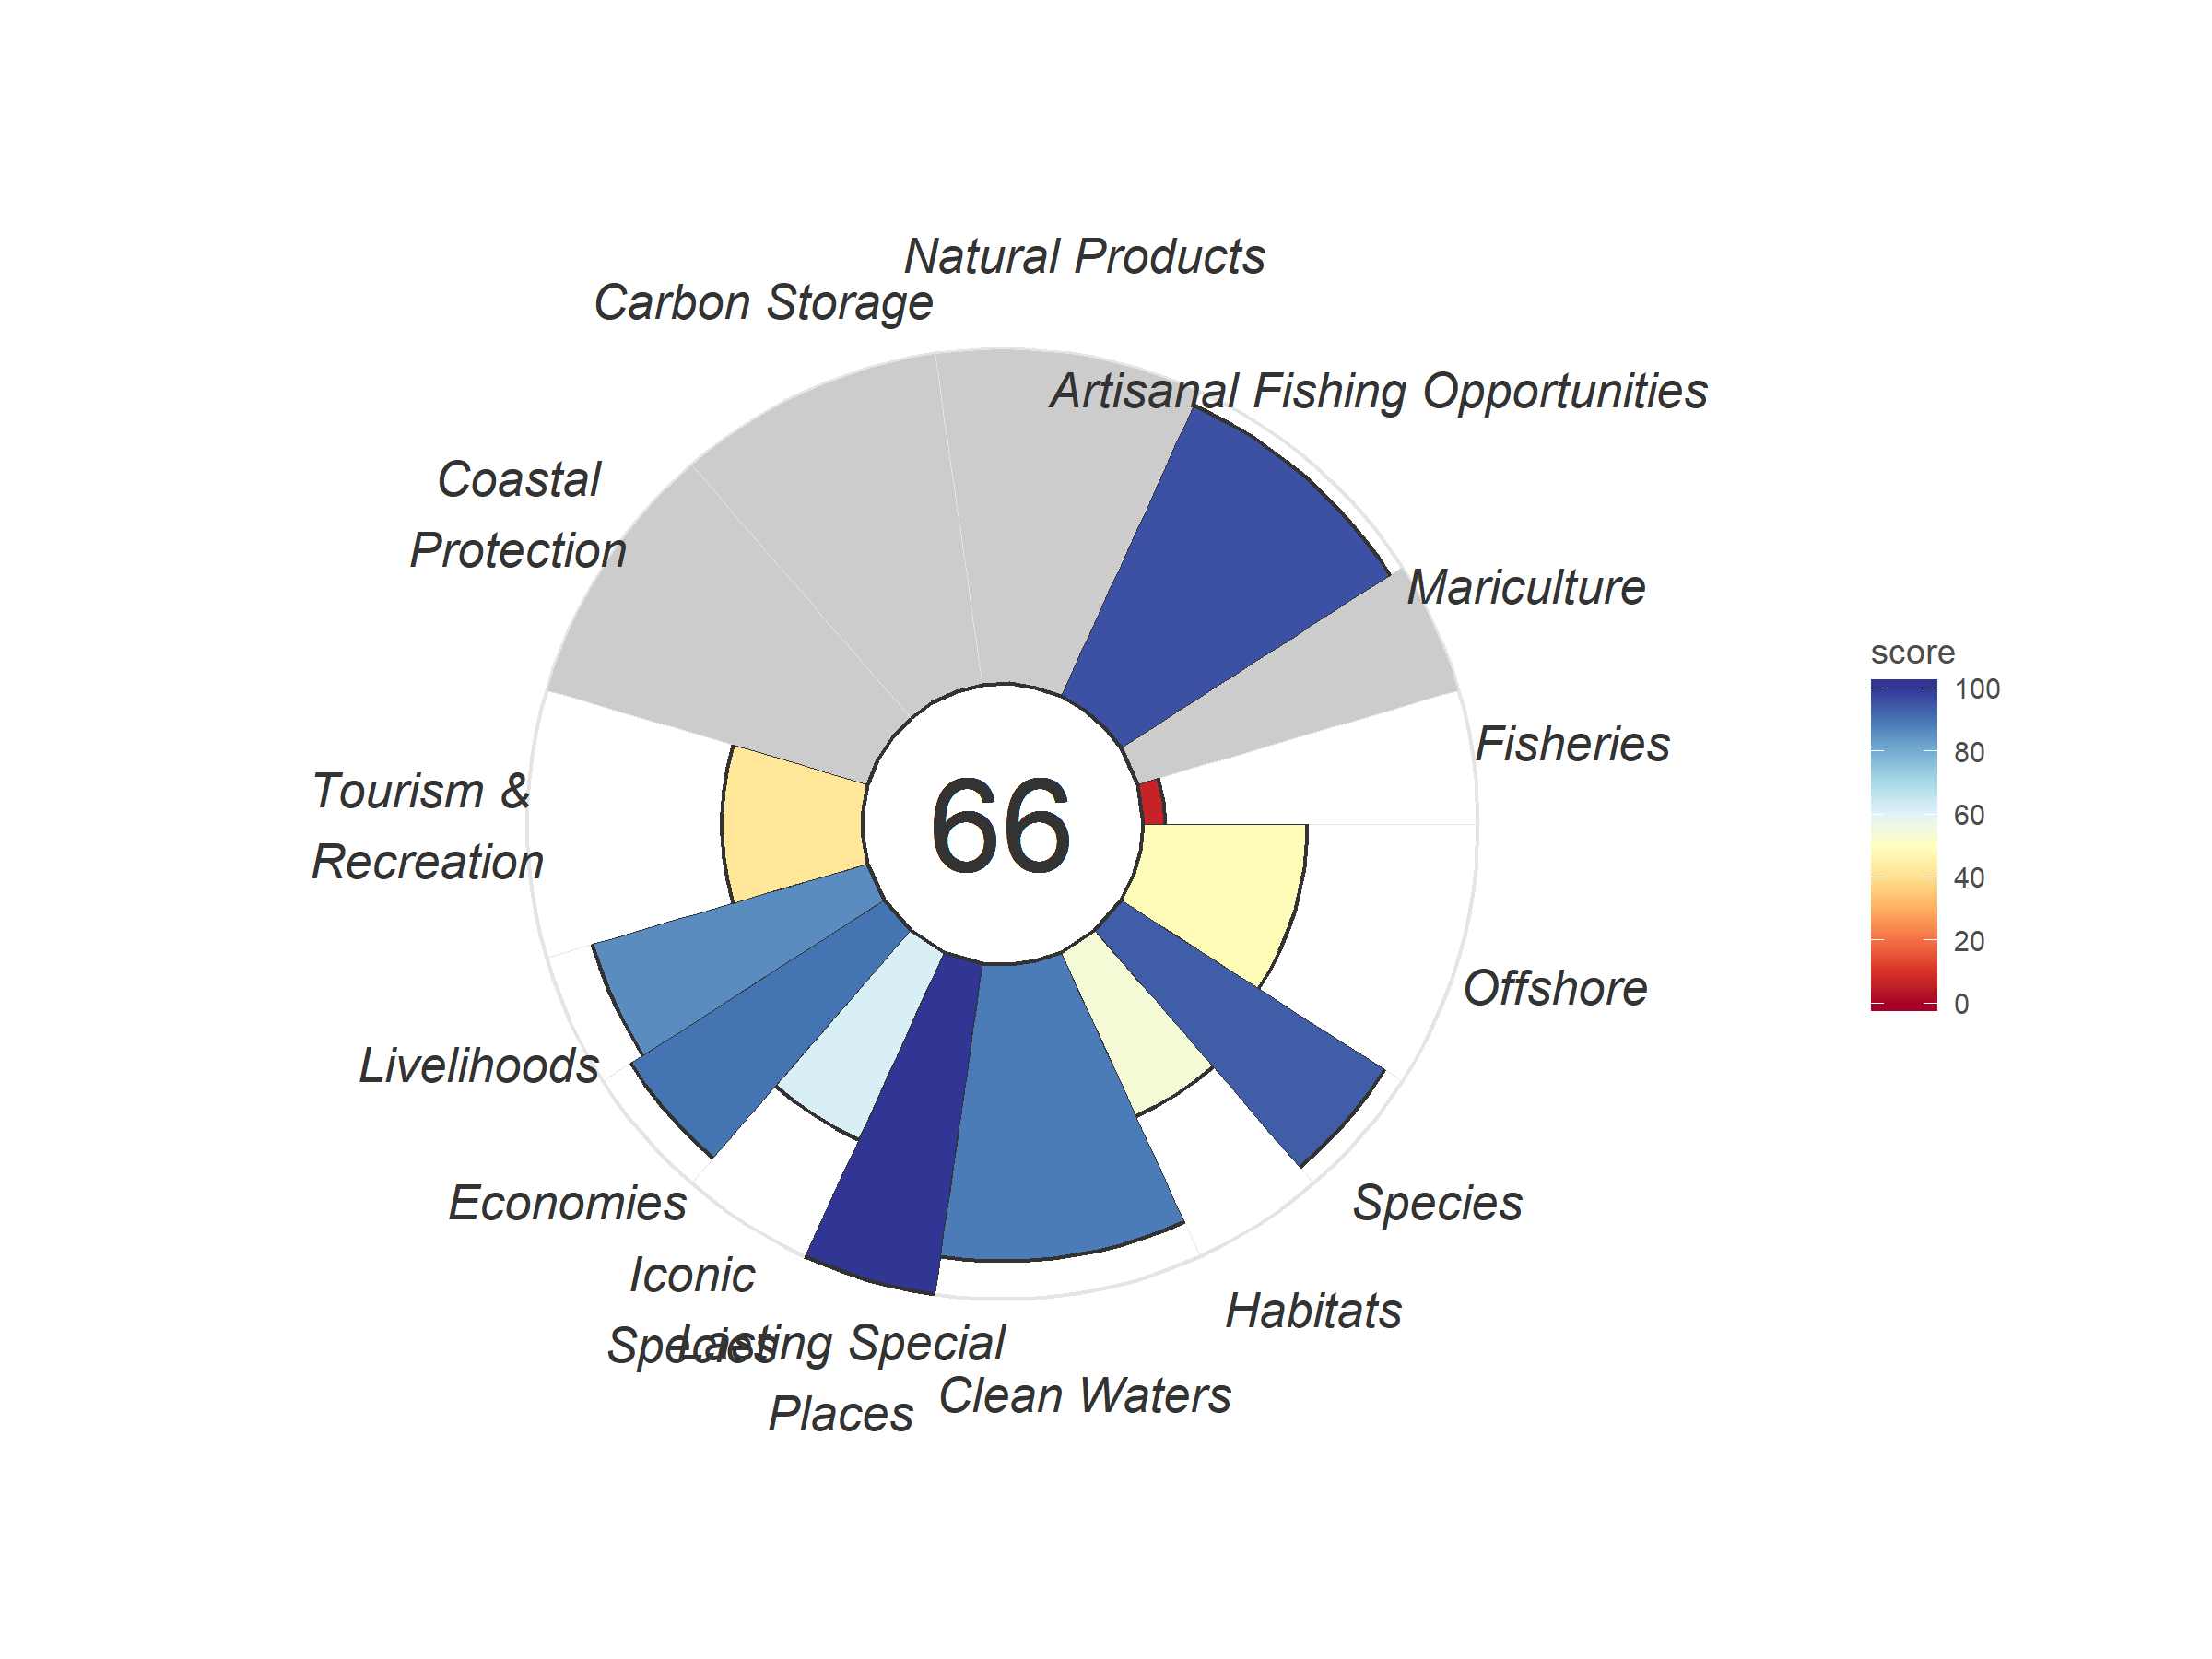 Natural Products
Carbon Storage
Artisanal Fishing Opportunities
Coastal
Protection
Mariculture
Fisheries
Tourism &
Recreation
66
Offshore
Livelihoods
Species
Economies
Iconic
Species
Habitats
Lasting Special
Places
Clean Waters
score
100
80
60
40
20
0